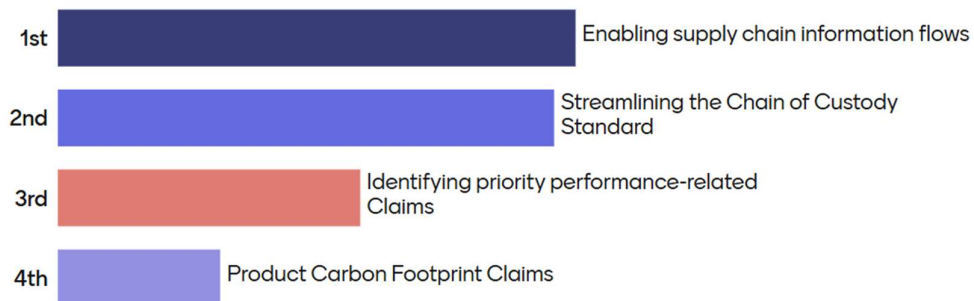 1st
Enabling supply chain information flows
2nd
Streamlining the Chain of Custody
Standard
3rd
Identifying priority performance-related
Claims
4th
Product Carbon Footprint Claims